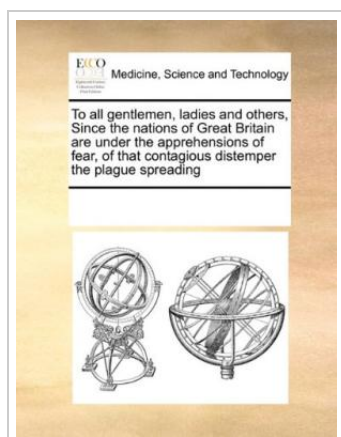 ECCO
Medicine, Science and Technology
To all gentlemen, ladies and others,
Since the nations of Great Britain
are under the apprehensions of
fear, of that contagious distemper
the plague spreading